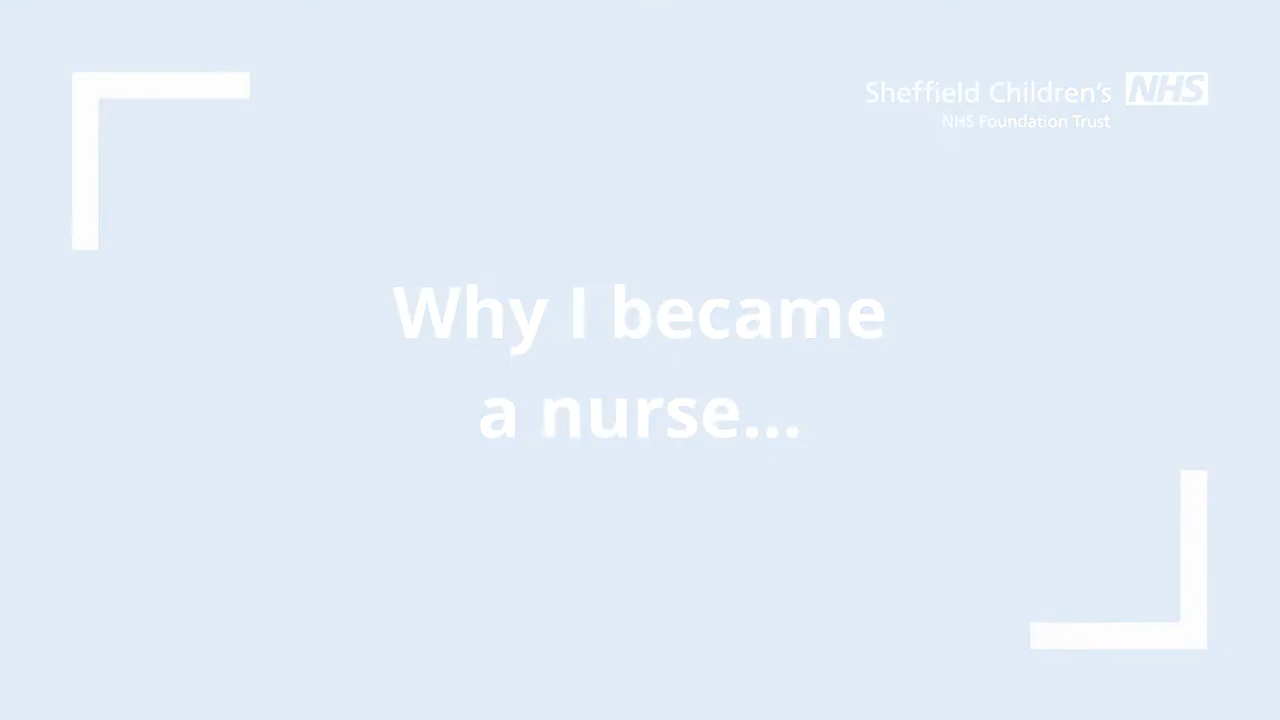 Sheffield Children's NHS
NHS Foundation Trust
Why I became
a nurse...